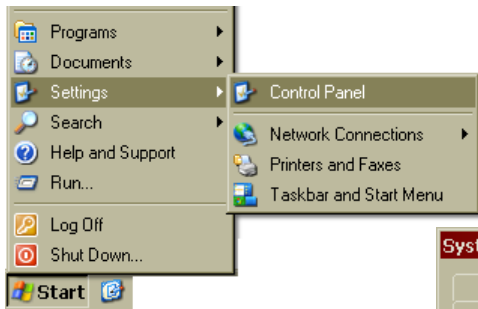 Programs
Documents
Settings
Control Panel
Search
Network Connections
Help and Support
Printers and Faxes
Run...
Taskbar and Start Menu
Log Off
Shut Down...
Start